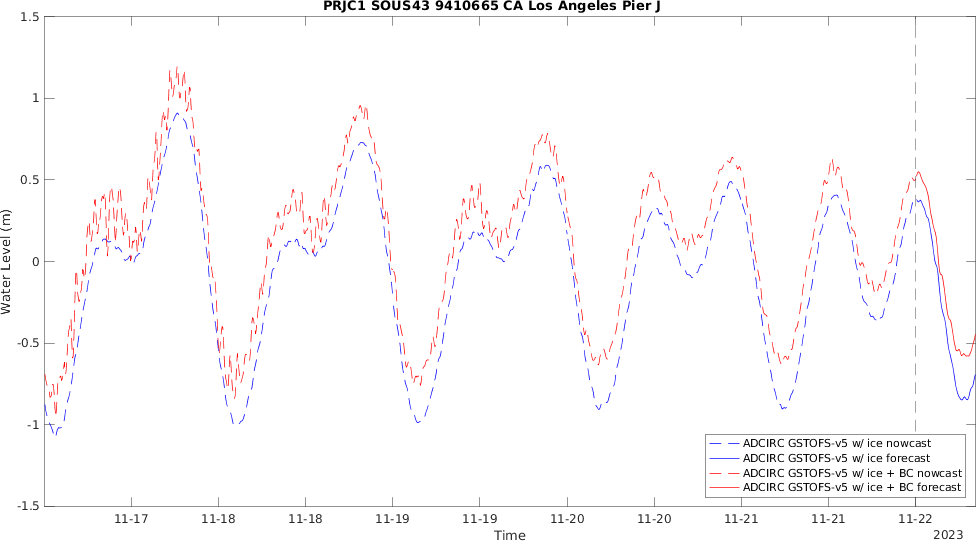 PRJC1 SOUS43 9410665 CA Los Angeles Pier J
1.5
1
0.5
0
-0.5
-1
-1.5
Water Level (m)
ADCIRC GSTOFS-v5 w/ ice nowcast
ADCIRC GSTOFS-v5 w/ ice forecast
ADCIRC GSTOFS-v5 w/ ice + BC nowcast
ADCIRC GSTOFS-v5 w/ ice + BC forecast
11-17 11-18 11-18 11-19 11-19 11-20 11-20 11-21 11-21 11-22
Time
2023